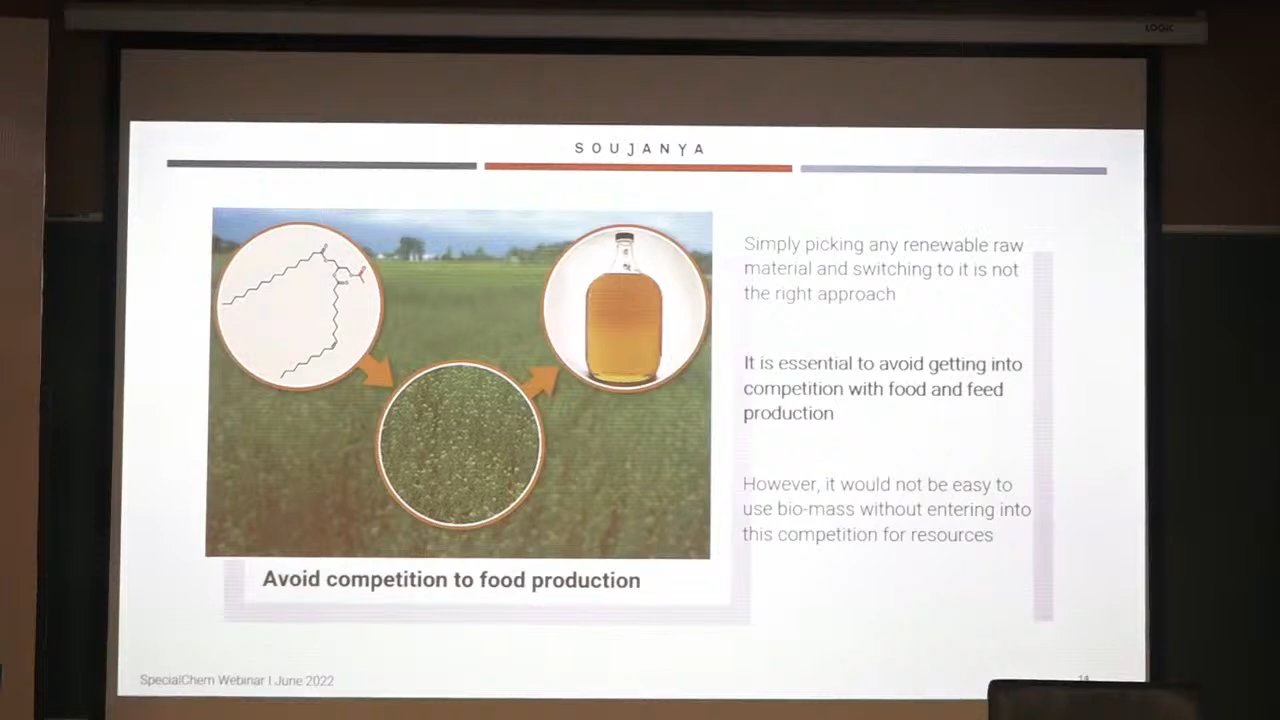 LOGIC
SOUJANYA
Simply picking any renewable raw
material and switching to it is not
the right approach
It is essential to avoid getting into
competition with food and feed
production
However, it would not be easy to
use bio-mass without entering into
this competition for resources
Avoid competition to food production
SpecialChem Webinar I June 2022
14